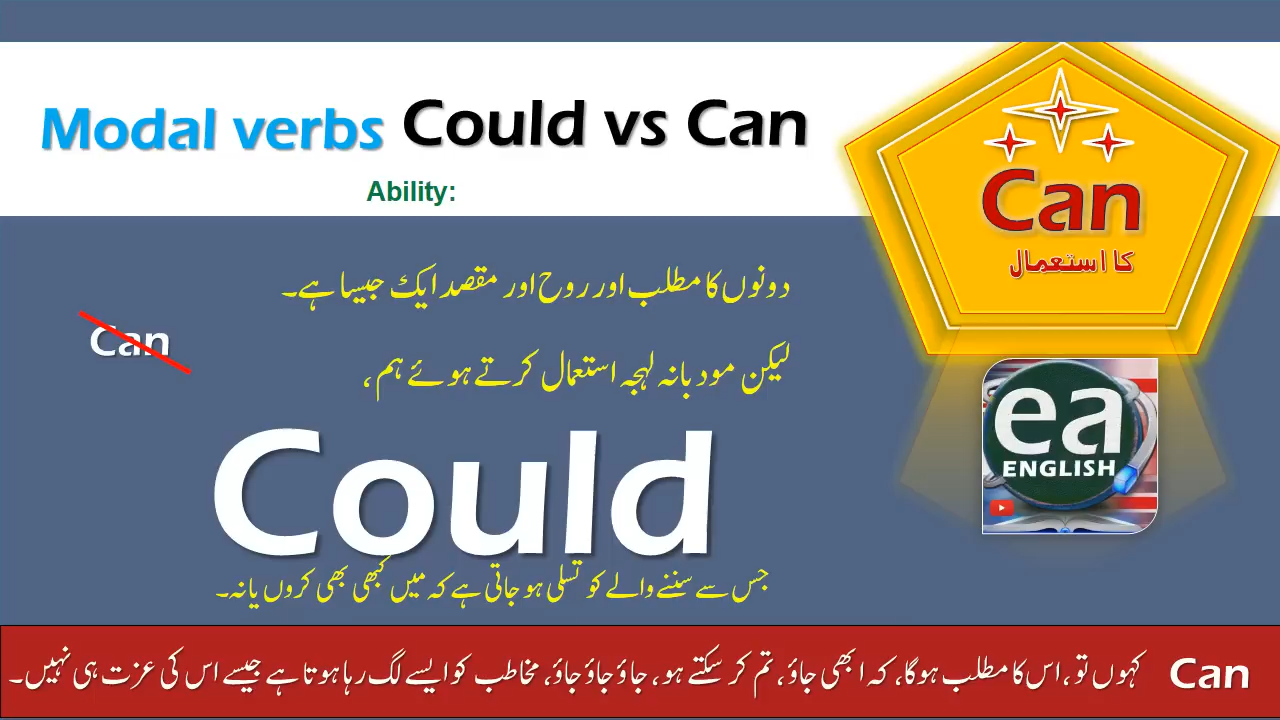 Modal verbs Could vs Can
Ability:
Can
کا استعمال
دونوں کا مطلب اور روح اور مقصد ایک جیسا ہے۔
Can
لیکن مودبانہ لہجہ استعمال کرتے ہوئے ہم،
ea
ENGLISH
Could
جس سے سننے والے کو تسلی ہو جاتی ہے کہ میں کبھی بھی کروں یا نہ۔
Can کہوں تو، اس کا مطلب ہوگا، کہ ابھی جاؤ، تم کر سکتے ہو، جاؤ جاؤ جاؤ، مخاطب کو ایسے لگ رہا ہوتا ہے جیسے اس کی عزت ہی نہیں۔